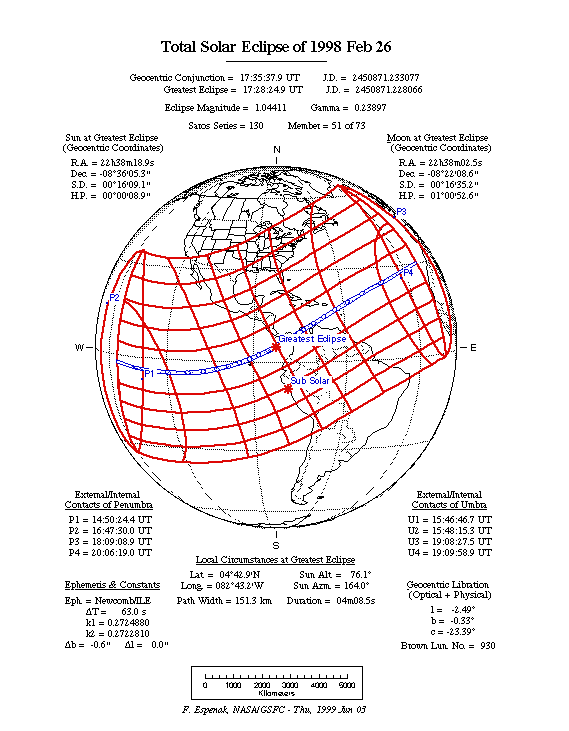 Total Solar Eclipse of 1998 Feb 26
Geocentric Conjunction = 17:35:37.9 UT J.D. = 2450871.233077
Greatest Eclipse = 17:28:24.9 UT J.D. = 2450871.228066
Eclipse Magnitude = 1.04411 Gamma = 0.23897
Saros Series = 130 Member = 51 of 73
Sun at Greatest Eclipse
(Geocentric Coordinates)
R.A. = 22h38m18.9s
Dec. = -08°36'05.3"
S.D. = 00°16'09.1"
H.P. = 00°00'08.9"
Moon at Greatest Eclipse
(Geocentric Coordinates)
R.A. = 22h38m02.5s
Dec. = -08°22'08.6"
S.D. = 00°16'35.2"
H.P. = 01°00'52.6"
N
P3
P4
P2
Greatest Eclipse
W
E
P1
Sub Solar
S
External/Internal
Contacts of Penumbra
P1 = 14:50:24.4 UT
P2 = 16:47:30.0 UT
P3 = 18:09:08.9 UT
P4 = 20:06:19.0 UT
External/Internal
Contacts of Umbra
U1 = 15:46:46.7 UT
U2 = 15:48:15.3 UT
U3 = 19:08:27.5 UT
U4 = 19:09:58.9 UT
Local Circumstances at Greatest Eclipse
Lat. = 04°42.9'N Sun Alt. = 76.1°
Long. = 082°43.2'W Sun Azm. = 164.0°
Path Width = 151.3 km Duration = 04m08.5s
Ephemeris & Constants
Eph. = Newcomb/ILE
ΔT = 63.0 s
k1 = 0.2724880
k2 = 0.2722810
Δb = -0.6" Δl = 0.0"
Geocentric Libration
(Optical + Physical)
l = -2.49°
b = -0.33°
c = -23.39°
Brown Lun. No. = 930
0 1000 2000 3000 4000 5000
Kilometers
F. Espenak, NASA/GSFC - Thu, 1999 Jun 03